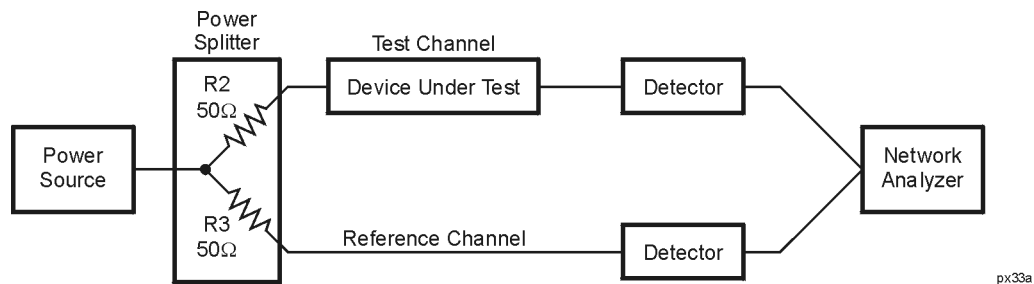 Power
Splitter
R2
50Ω
Test Channel
Device Under Test
Detector
Power
Source
Network
Analyzer
R3
50Ω
Reference Channel
Detector
px33a